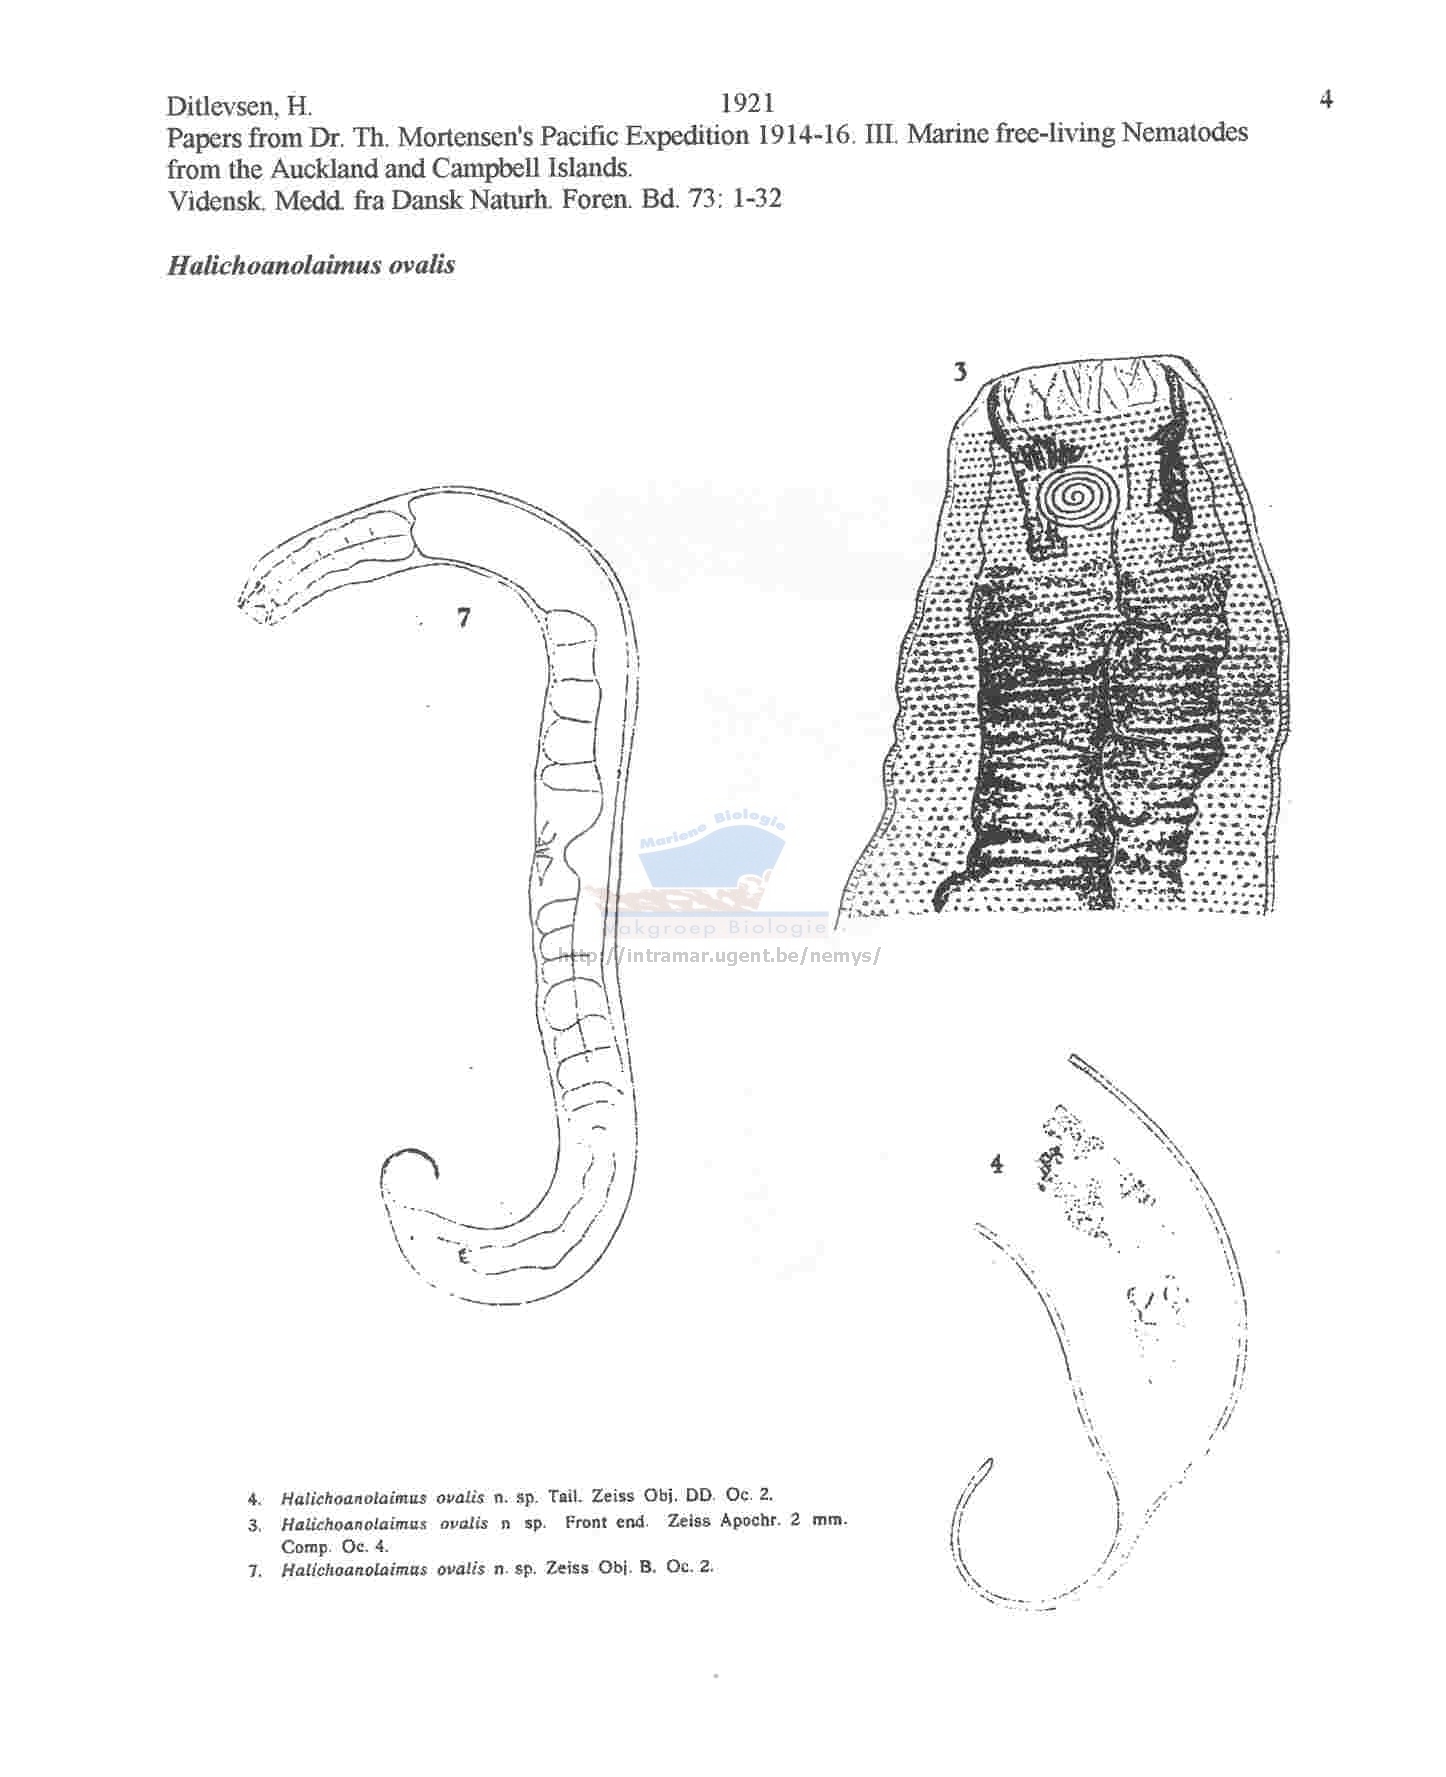 Ditlevsen, H. 1921 4
Papers from Dr. Th. Mortensen's Pacific Expedition 1914-16. III. Marine free-living Nematodes
from the Auckland and Campbell Islands.
Vidensk. Medd. fra Dansk Naturh. Foren. Bd. 73: 1-32
Halichoanolaimus ovalis
3
7
Mariene Biologie
Vakgroep Biologie
http://intramar.ugent.be/nemys/
4
4. Halichoanolaimus ovalis n. sp. Tail. Zeiss Obj. DD. Oc. 2.
3. Halichoanolaimus ovalis n sp. Front end. Zeiss Apochr. 2 mm.
Comp. Oc. 4.
7. Halichoanolaimus ovalis n. sp. Zeiss Obj. B. Oc. 2.